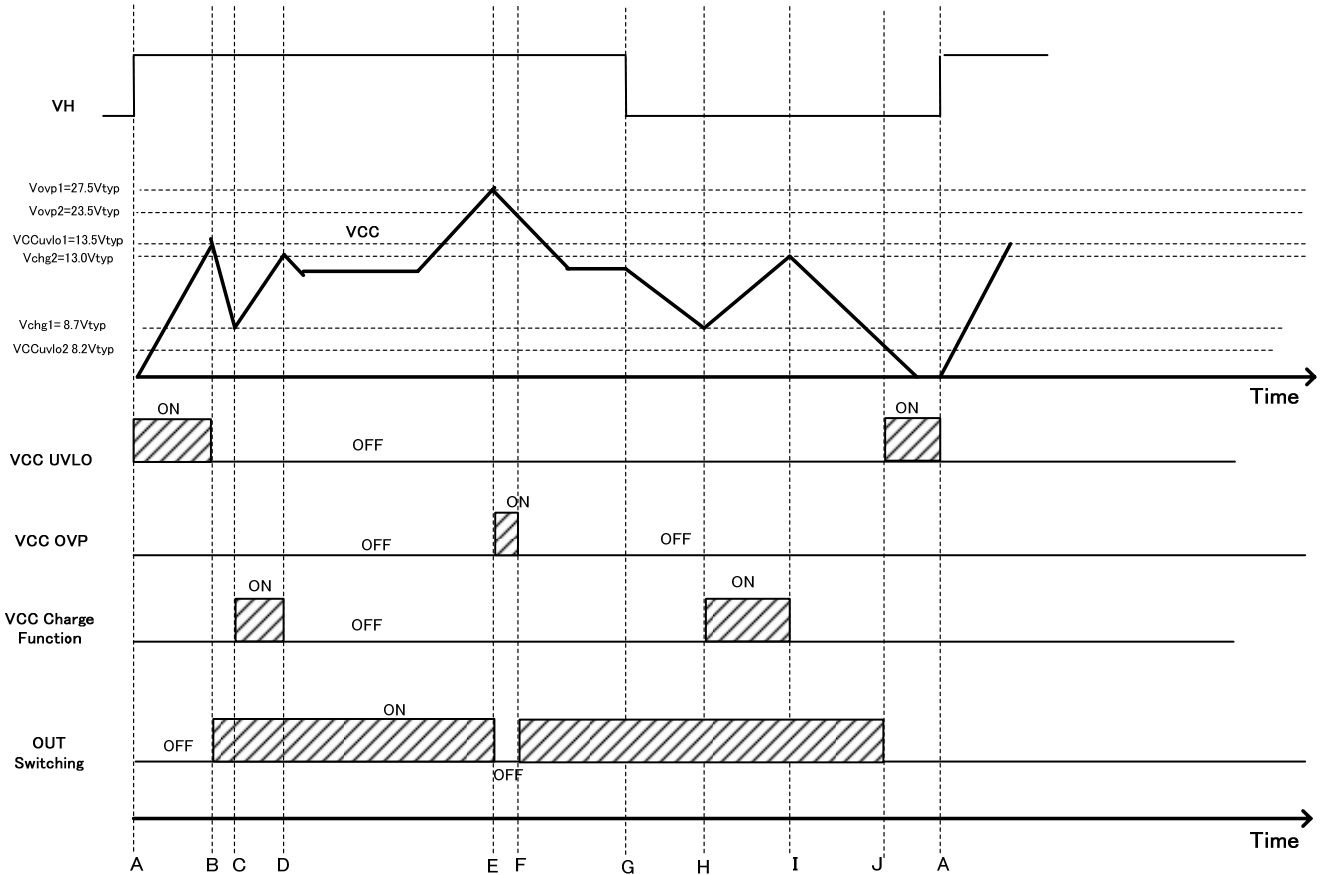 VH
Vovp1=27.5Vtyp
Vovp2=23.5Vtyp
VCCuvlo1=13.5Vtyp
VCC
Vchg2=13.0Vtyp
Vchg1= 8.7Vtyp
VCCuvlo2 8.2Vtyp
Time
ON
ON
OFF
VCC UVLO
ON
VCC OVP
OFF
OFF
ON
ON
VCC Charge
Function
OFF
ON
OUT
Switching
OFF
OFF
Time
A B C D E F G H I J A